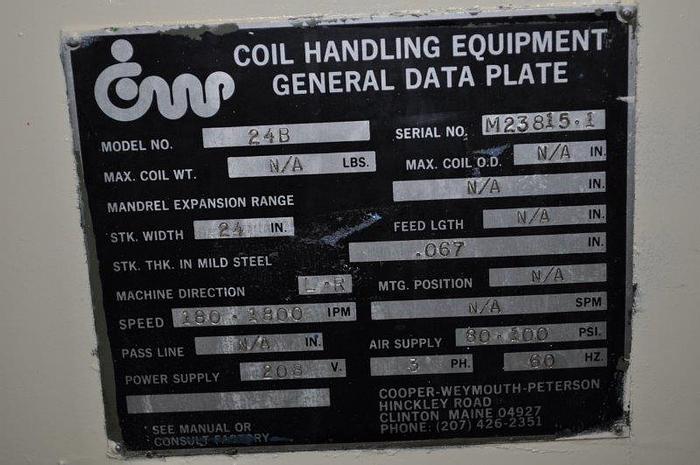 CWP
COIL HANDLING EQUIPMENT
GENERAL DATA PLATE
MODEL NO. 24B SERIAL NO. M23815.1
MAX. COIL WT. N/A LBS. MAX. COIL O.D. N/A IN.
MANDREL EXPANSION RANGE N/A IN.
STK. WIDTH 24 IN. FEED LGTH N/A IN.
STK. THK. IN MILD STEEL .067 IN.
MACHINE DIRECTION L-R MTG. POSITION N/A
SPEED 180-1800 IPM N/A SPM
PASS LINE N/A IN. AIR SUPPLY 80-100 PSI.
POWER SUPPLY 208 V. 3 PH. 60 HZ.
SEE MANUAL OR
CONSULT FACTORY
COOPER-WEYMOUTH-PETERSON
HINCKLEY ROAD
CLINTON MAINE 04927
PHONE: (207) 426-2351